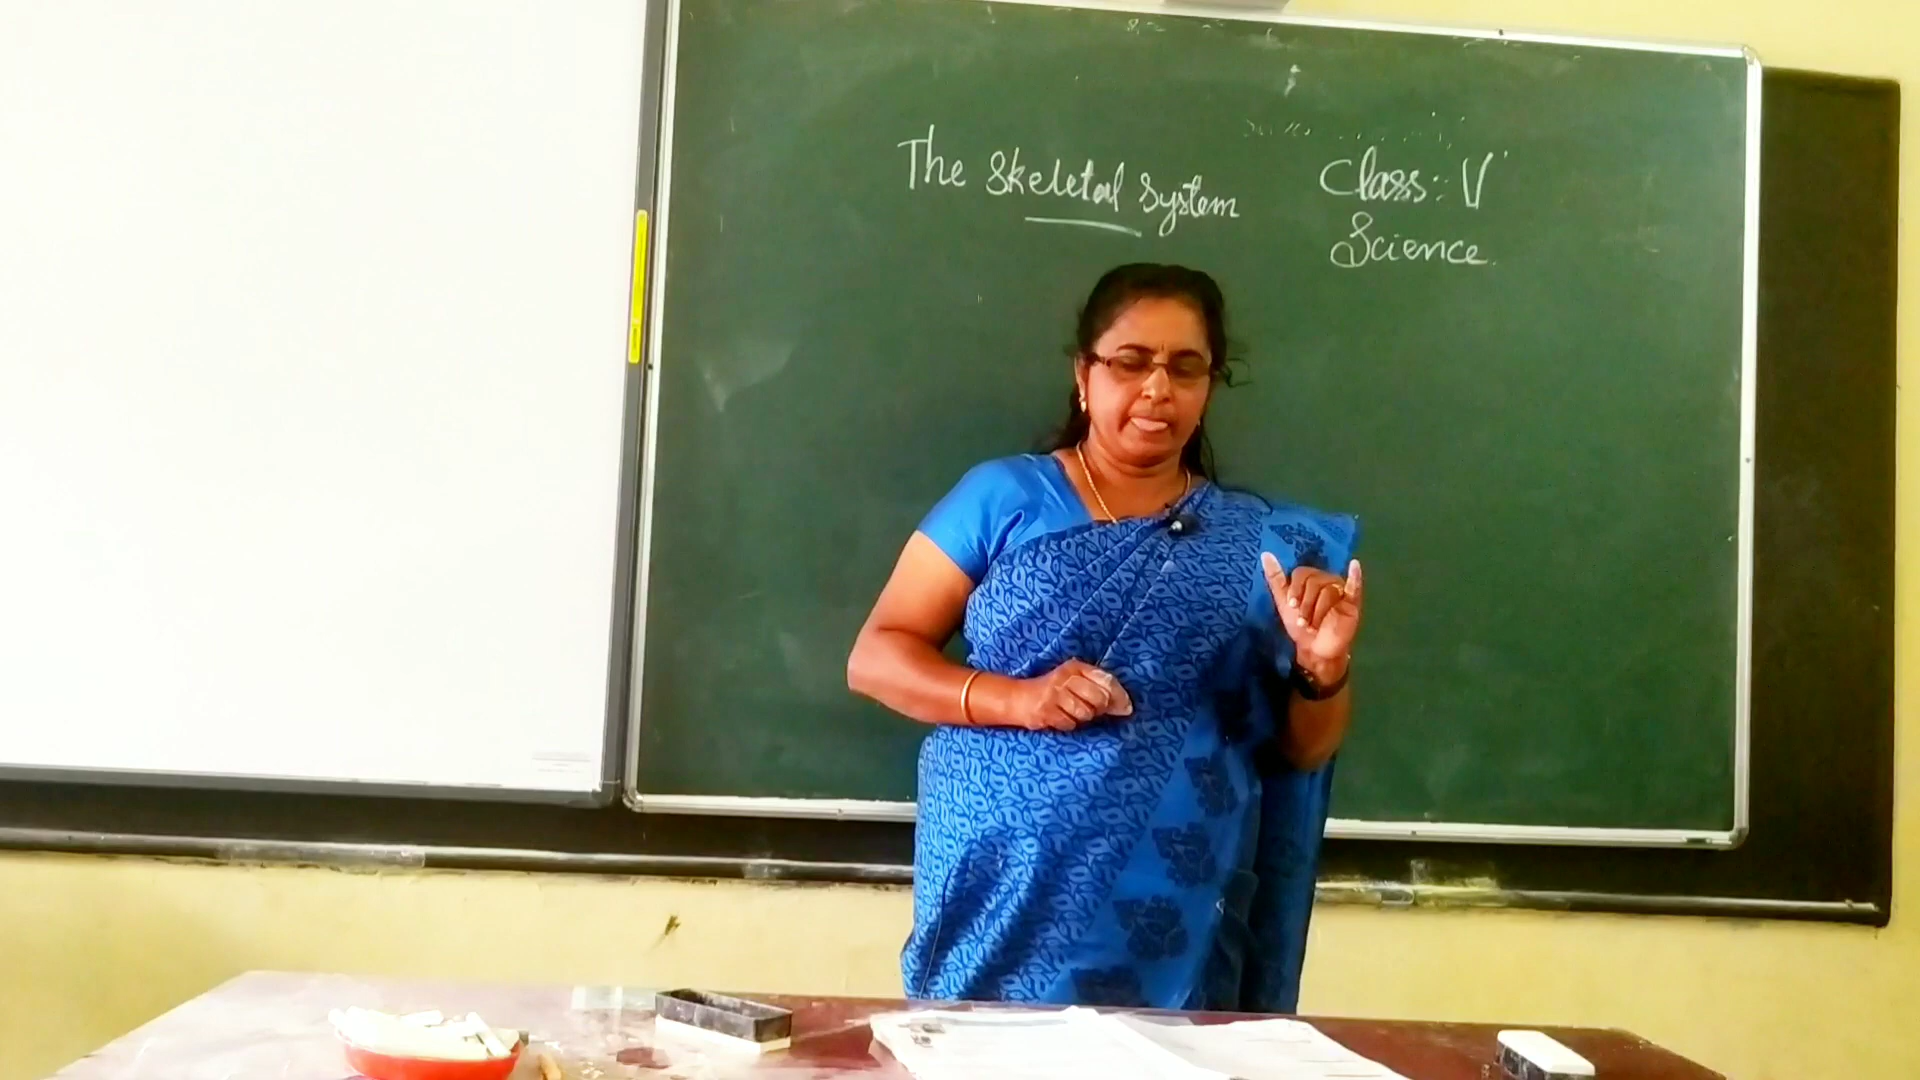 The Skeletal System
Class: V
Science.